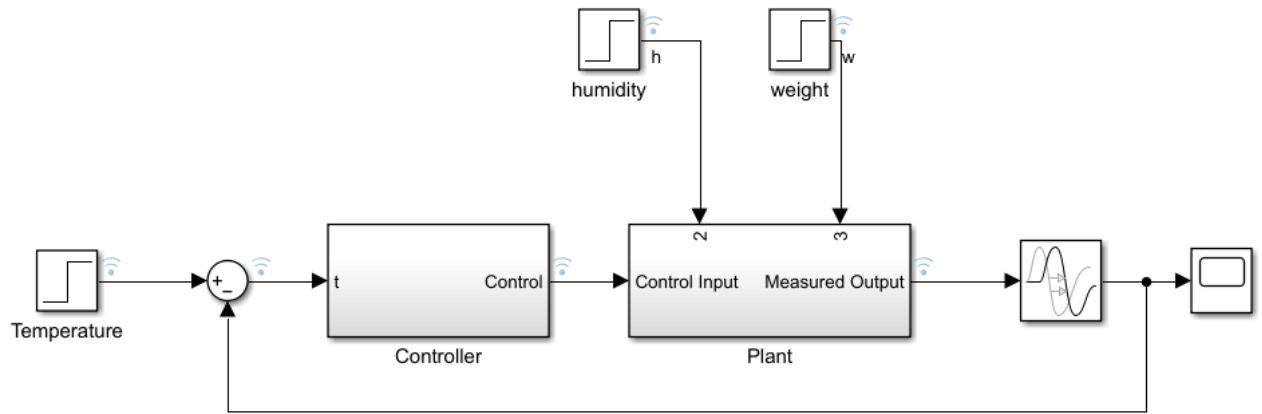 h
w
humidity
weight
2
3
+
−
t
Control
Control Input
Measured Output
Temperature
Controller
Plant